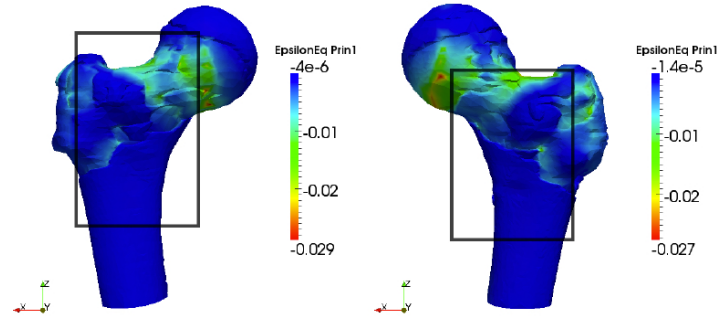 EpsilonEq Prin1
-4e-6
-0.01
-0.02
-0.029
Z
X
Y
EpsilonEq Prin1
-1.4e-5
-0.01
-0.02
-0.027
Z
X
Y